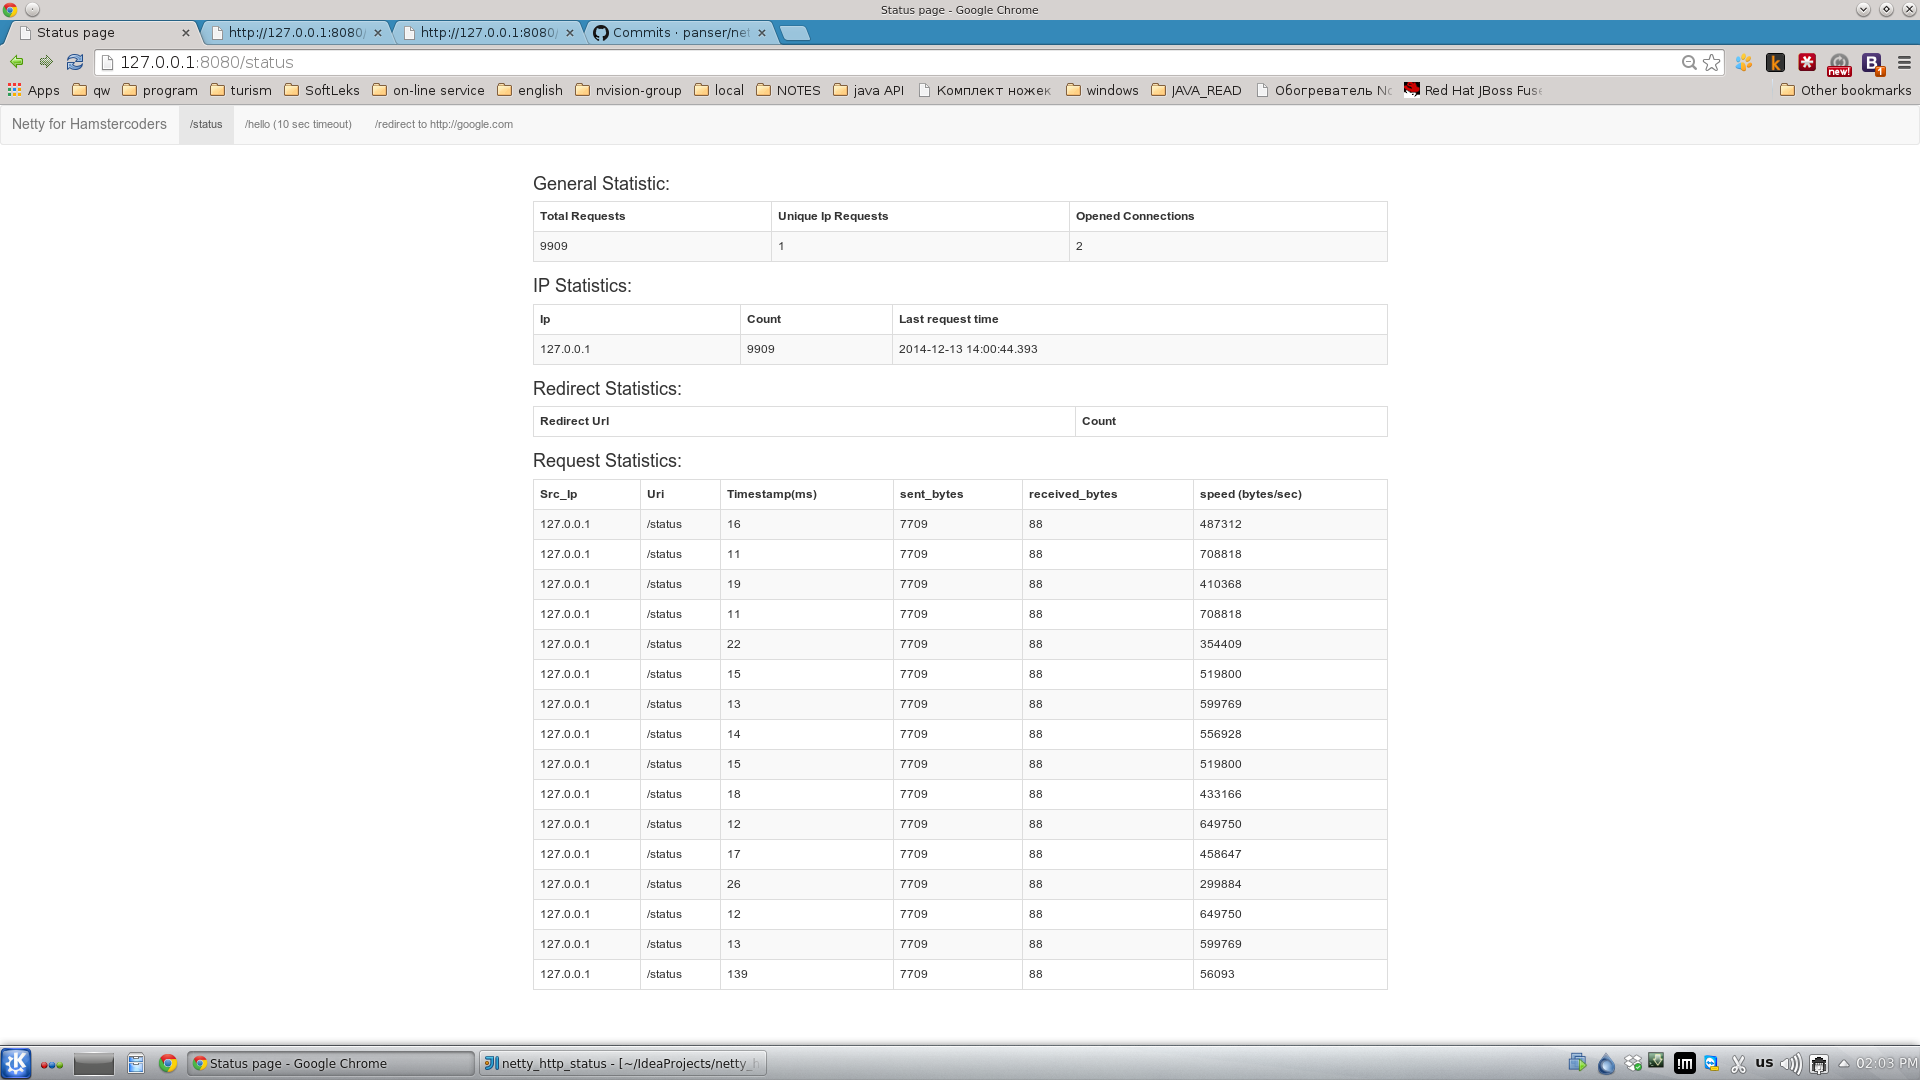 Status page - Google Chrome
Status page http://127.0.0.1:8080/ http://127.0.0.1:8080/ Commits · panser/net
127.0.0.1:8080/status
new! 1
Apps qw program turism SoftLeks on-line service english nvision-group local NOTES java API Комплект ножек windows JAVA_READ Обогреватель No Red Hat JBoss Fuse Other bookmarks
Netty for Hamstercoders /status /hello (10 sec timeout) /redirect to http://google.com
General Statistic:
Total Requests Unique Ip Requests Opened Connections
9909 1 2
IP Statistics:
Ip Count Last request time
127.0.0.1 9909 2014-12-13 14:00:44.393
Redirect Statistics:
Redirect Url Count
Request Statistics:
Src_Ip Uri Timestamp(ms) sent_bytes received_bytes speed (bytes/sec)
127.0.0.1 /status 16 7709 88 487312
127.0.0.1 /status 11 7709 88 708818
127.0.0.1 /status 19 7709 88 410368
127.0.0.1 /status 11 7709 88 708818
127.0.0.1 /status 22 7709 88 354409
127.0.0.1 /status 15 7709 88 519800
127.0.0.1 /status 13 7709 88 599769
127.0.0.1 /status 14 7709 88 556928
127.0.0.1 /status 15 7709 88 519800
127.0.0.1 /status 18 7709 88 433166
127.0.0.1 /status 12 7709 88 649750
127.0.0.1 /status 17 7709 88 458647
127.0.0.1 /status 26 7709 88 299884
127.0.0.1 /status 12 7709 88 649750
127.0.0.1 /status 13 7709 88 599769
127.0.0.1 /status 139 7709 88 56093
Status page - Google Chrome netty_http_status - [~/IdeaProjects/netty_h us 02:03 PM